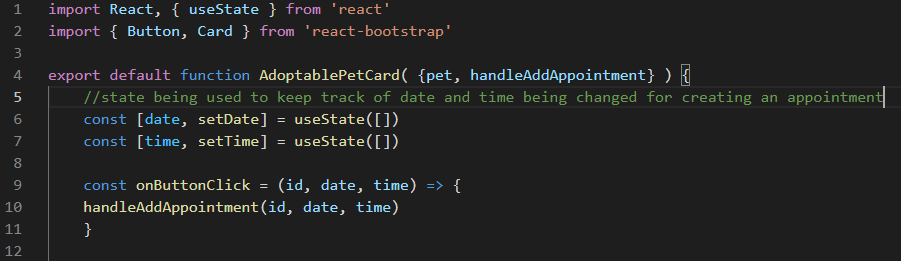 1 import React, { useState } from 'react'
2 import { Button, Card } from 'react-bootstrap'
3
4 export default function AdoptablePetCard( {pet, handleAddAppointment} ) {
5     //state being used to keep track of date and time being changed for creating an appointment
6     const [date, setDate] = useState([])
7     const [time, setTime] = useState([])
8
9     const onButtonClick = (id, date, time) => {
10     handleAddAppointment(id, date, time)
11     }
12